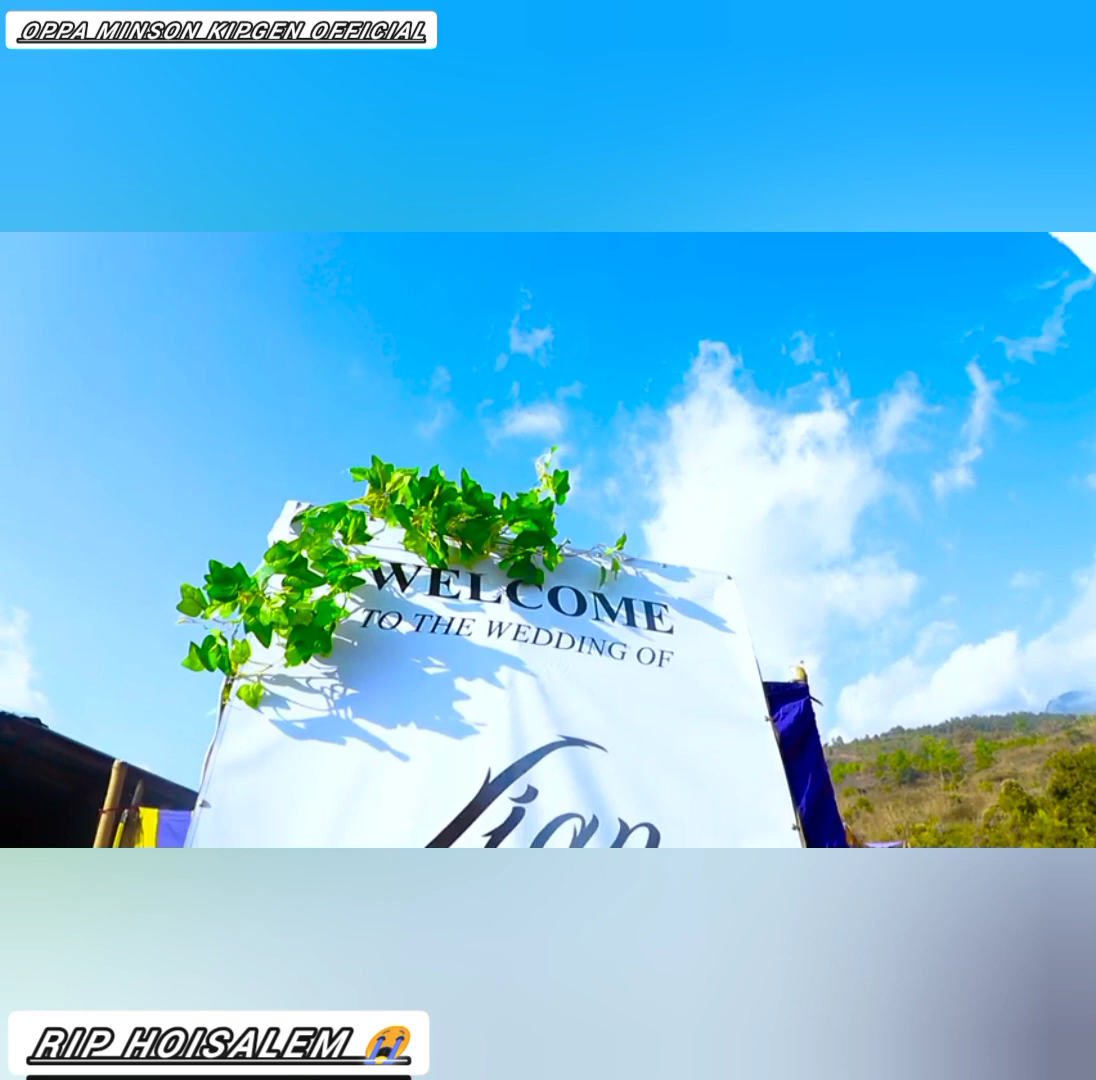 OPPA MINSON KIPGEN OFFICIAL
WELCOME
TO THE WEDDING OF
RIP HOISALEM 😭